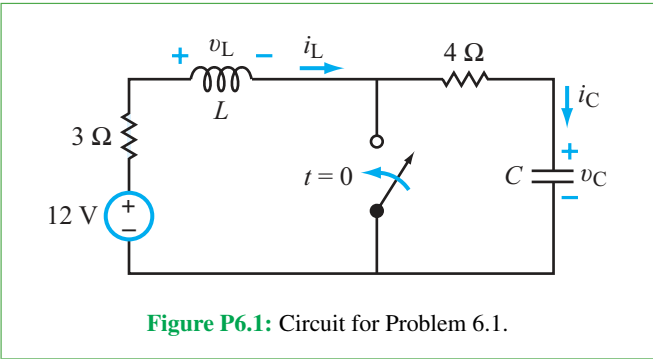 + vL − iL 4 Ω
L
iC
3 Ω
+
t = 0 C vC
−
12 V + −
Figure P6.1: Circuit for Problem 6.1.